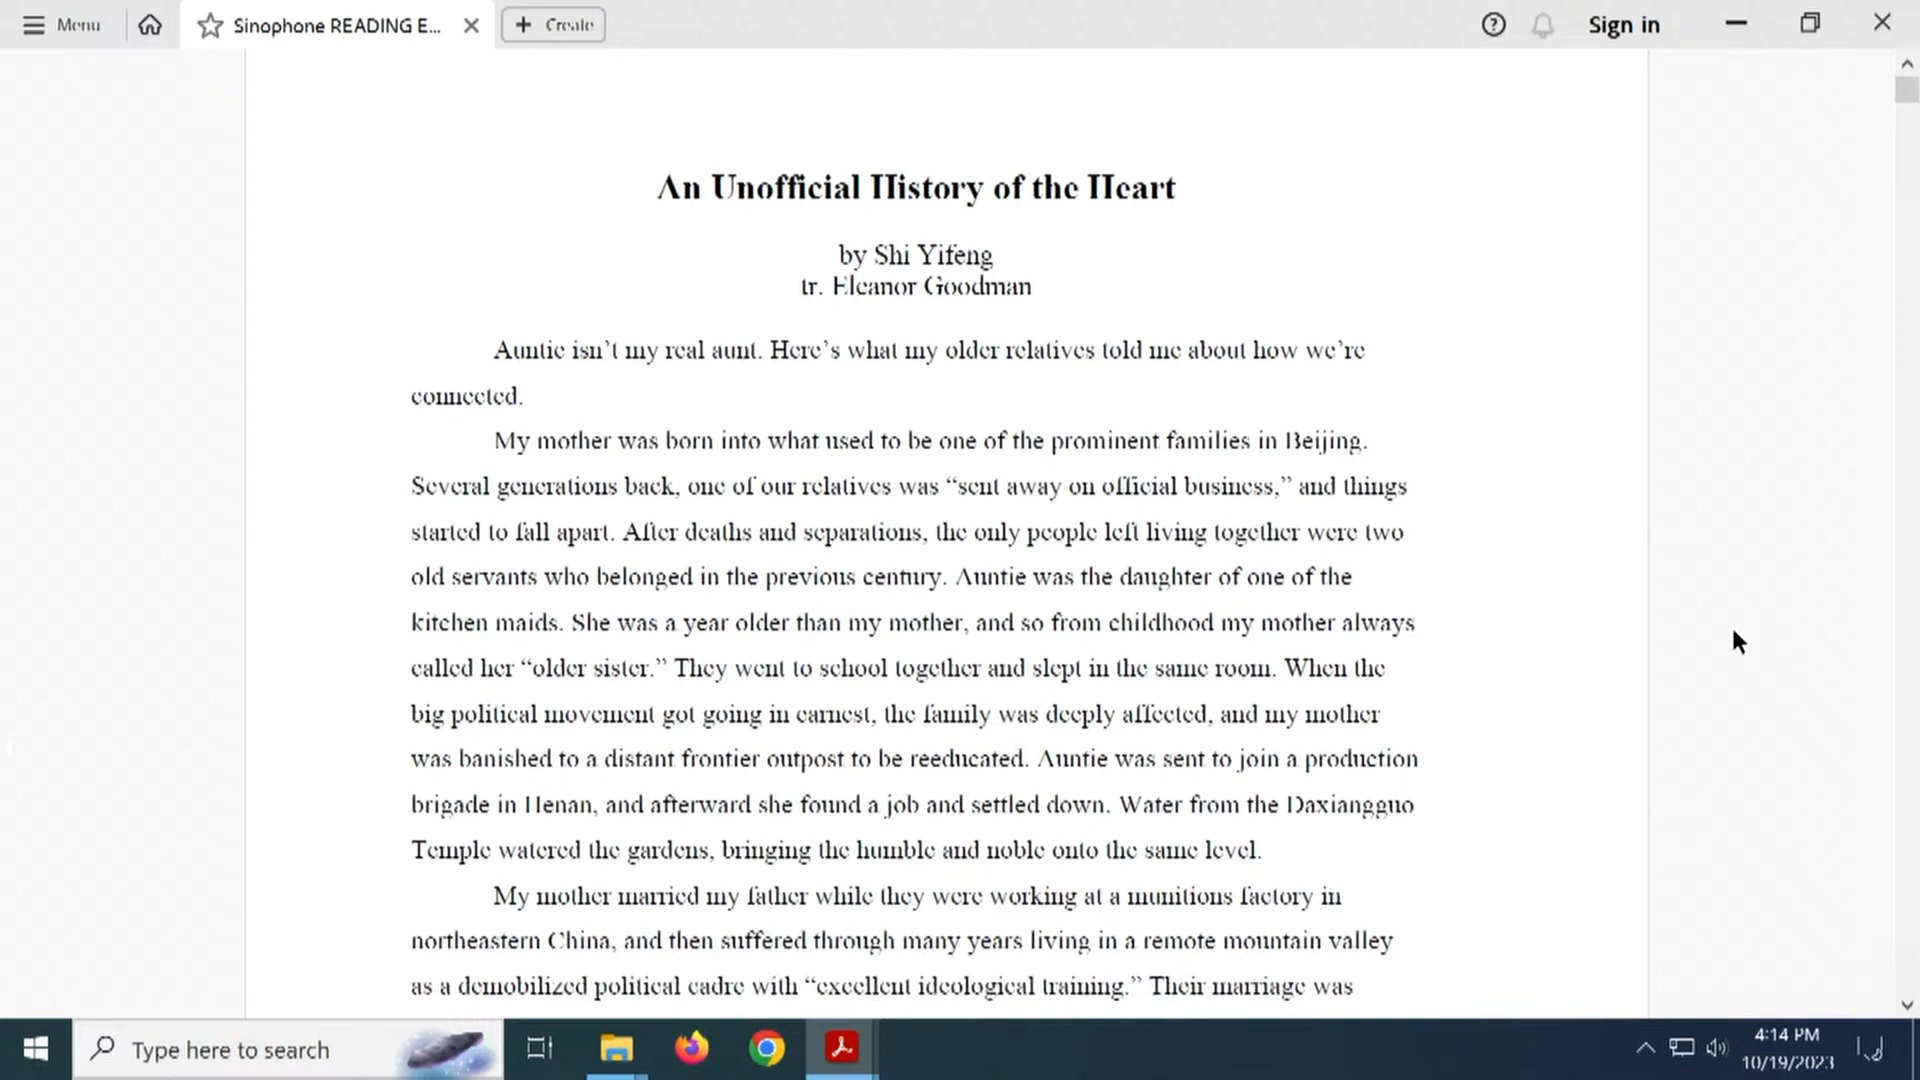 Menu
Sinophone READING E...
Create
Sign in
An Unofficial History of the Heart
by Shi Yifeng
tr. Eleanor Goodman
Auntie isn’t my real aunt. Here’s what my older relatives told me about how we’re
connected.
My mother was born into what used to be one of the prominent families in Beijing.
Several generations back, one of our relatives was “sent away on official business,” and things
started to fall apart. After deaths and separations, the only people left living together were two
old servants who belonged in the previous century. Auntie was the daughter of one of the
kitchen maids. She was a year older than my mother, and so from childhood my mother always
called her “older sister.” They went to school together and slept in the same room. When the
big political movement got going in earnest, the family was deeply affected, and my mother
was banished to a distant frontier outpost to be reeducated. Auntie was sent to join a production
brigade in Henan, and afterward she found a job and settled down. Water from the Daxiangguo
Temple watered the gardens, bringing the humble and noble onto the same level.
My mother married my father while they were working at a munitions factory in
northeastern China, and then suffered through many years living in a remote mountain valley
as a demobilized political cadre with “excellent ideological training.” Their marriage was
Type here to search
4:14 PM
10/19/2023